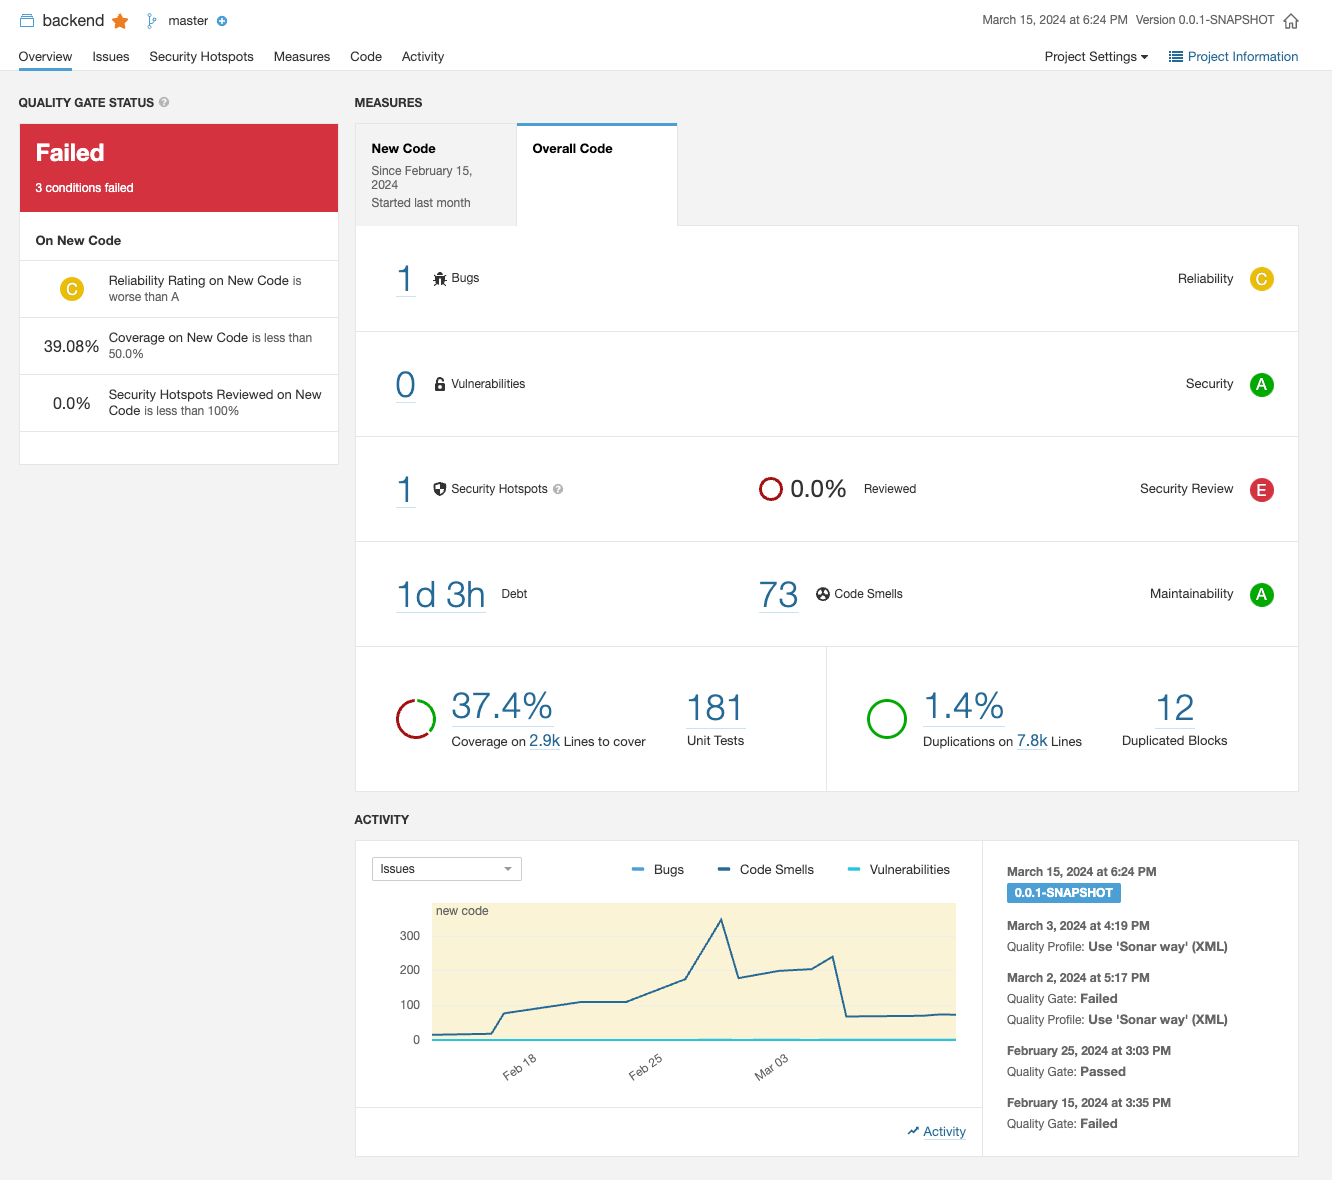 backend master March 15, 2024 at 6:24 PM Version 0.0.1-SNAPSHOT
Overview Issues Security Hotspots Measures Code Activity Project Settings Project Information
QUALITY GATE STATUS ?
Failed
3 conditions failed
On New Code
C Reliability Rating on New Code is
worse than A
39.08% Coverage on New Code is less than
50.0%
0.0% Security Hotspots Reviewed on New
Code is less than 100%
MEASURES
New Code
Since February 15,
2024
Started last month
Overall Code
1 Bugs Reliability C
0 Vulnerabilities Security A
1 Security Hotspots ? 0.0% Reviewed Security Review E
1d 3h Debt 73 Code Smells Maintainability A
37.4%
Coverage on 2.9k Lines to cover
181
Unit Tests
1.4%
Duplications on 7.8k Lines
12
Duplicated Blocks
ACTIVITY
Issues Bugs Code Smells Vulnerabilities
new code
300
200
100
0
Feb 18 Feb 25 Mar 03
Activity
March 15, 2024 at 6:24 PM
0.0.1-SNAPSHOT
March 3, 2024 at 4:19 PM
Quality Profile: Use 'Sonar way' (XML)
March 2, 2024 at 5:17 PM
Quality Gate: Failed
Quality Profile: Use 'Sonar way' (XML)
February 25, 2024 at 3:03 PM
Quality Gate: Passed
February 15, 2024 at 3:35 PM
Quality Gate: Failed